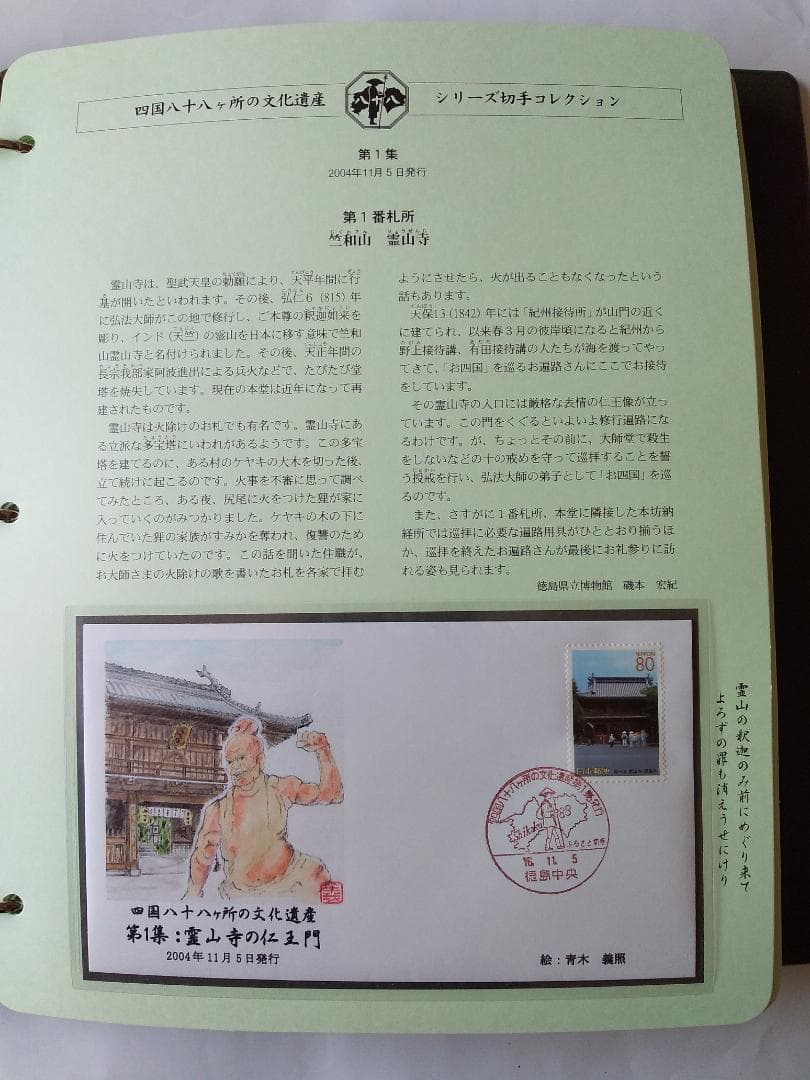 四国八十八ヶ所の文化遺産 八十八 シリーズ切手コレクション
第1集
2004年11月5日発行
第1番札所
竺和山 霊山寺
霊山寺は、聖武天皇の勅願により、天平年間に行
基が開いたといわれます。その後、弘仁6(815)年
に弘法大師がこの地で修行し、ご本尊の釈迦如来を
彫り、インド(天竺)の霊山を日本に移す意味で竺和
山霊山寺と名付けられました。その後、天正年間の
長宗我部家阿波進出による兵火などで、たびたび堂
塔を焼失しています。現在の本堂は近年になって再
建されたものです。
霊山寺は火除けのお札でも有名です。霊山寺にあ
る立派な多宝塔にいわれがあるようです。この多宝
塔を建てるのに、ある村のケヤキの大木を切った後、
立て続けに起こるのです。火事を不審に思って調べ
てみたところ、ある夜、尻尾に火をつけた狸が家に
入っていくのがみつかりました。ケヤキの木の下に
住んでいた狸の家族がすみかを奪われ、復讐のため
に火をつけていたのです。この話を聞いた住職が、
お大師さまの火除けの歌を書いたお札を各家で拝む
ようにさせたら、火が出ることもなくなったという
話もあります。
天保13(1842)年には「紀州接待所」が山門の近く
に建てられ、以来春3月の彼岸頃になると紀州から
野上接待講、有田接待講の人たちが海を渡ってやっ
てきて、「お四国」を巡るお遍路さんにここでお接待
をしています。
その霊山寺の入口には厳格な表情の仁王像が立っ
ています。この門をくぐるといよいよ修行遍路にな
るわけです。が、ちょっとその前に、大師堂で殺生
をしないなどの十の戒めを守って巡拝することを誓
う授戒を行い、弘法大師の弟子として「お四国」を巡
るのです。
また、さすがに1番札所、本堂に隣接した本坊納
経所では巡拝に必要な遍路用具がひととおり揃うほ
か、巡拝を終えたお遍路さんが最後にお礼参りに訪
れる姿も見られます。
徳島県立博物館 磯本 宏紀
霊山の釈迦のみ前にめぐり来て
よろずの罪も消えうせにけり
NIPPON
80
四国八十八ヶ所の文化遺産第1集発行
88
Shikoku
ふるさと切手
16. 11. 5
徳島中央
四国八十八ヶ所の文化遺産
第1集:霊山寺の仁王門
2004年11月5日発行
絵:青木 義照